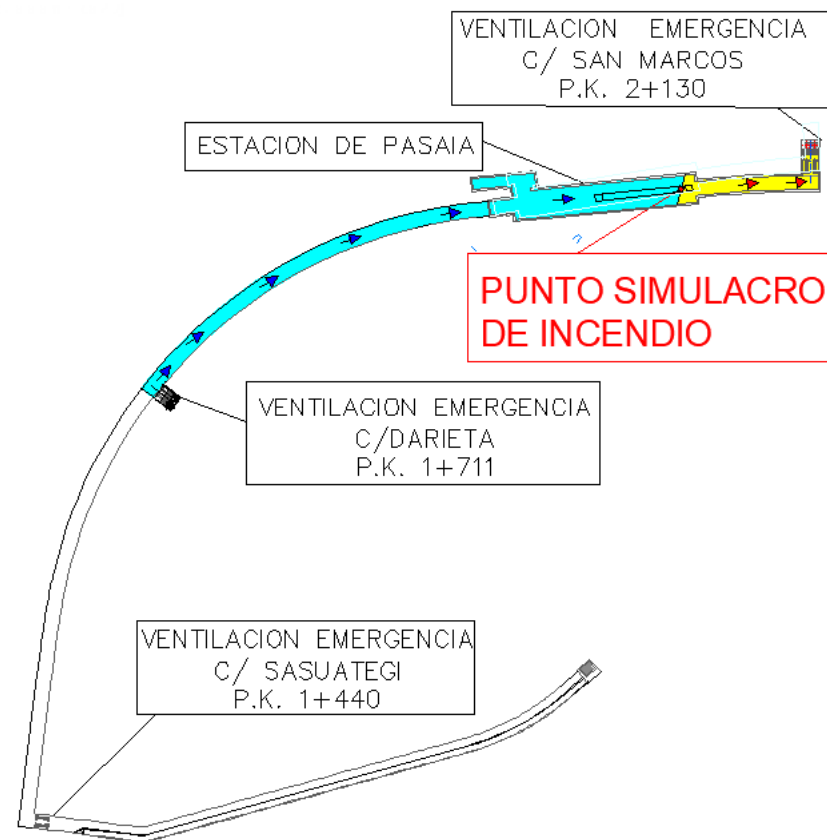 VENTILACION EMERGENCIA
C/ SAN MARCOS
P.K. 2+130
ESTACION DE PASAIA
PUNTO SIMULACRO
DE INCENDIO
VENTILACION EMERGENCIA
C/DARIETA
P.K. 1+711
VENTILACION EMERGENCIA
C/ SASUATEGI
P.K. 1+440